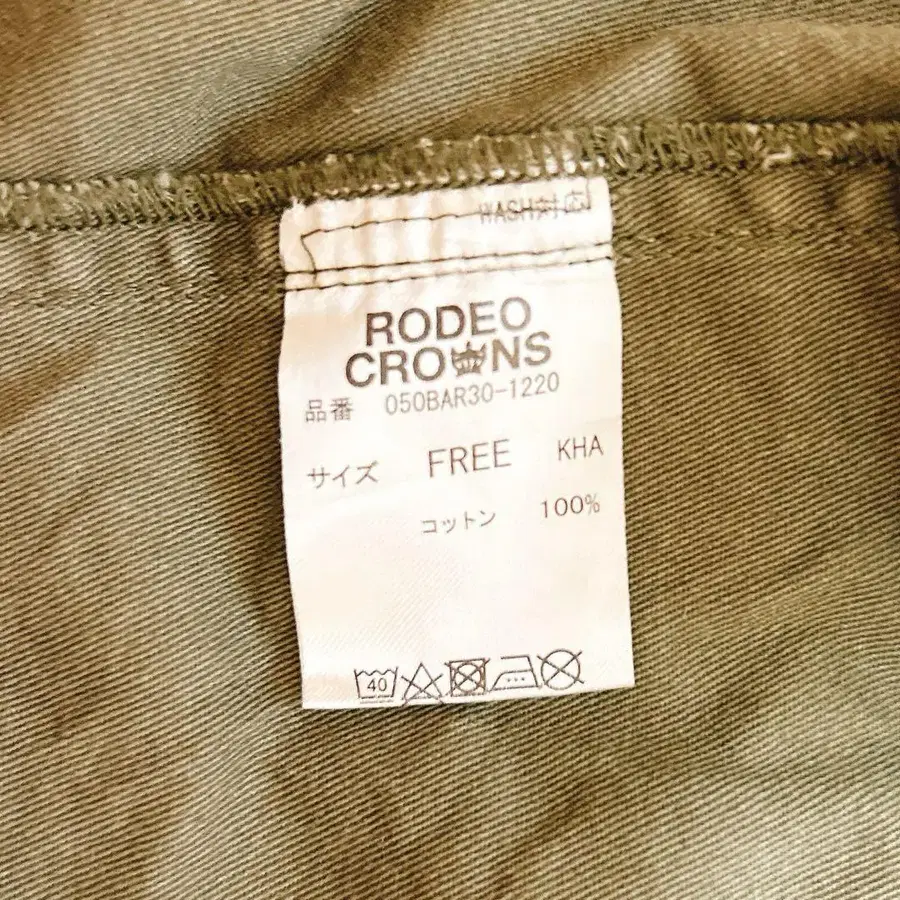 WASH対応
RODEO
CROWNS
品番 050BAR30-1220
サイズ FREE KHA
コットン 100%
40